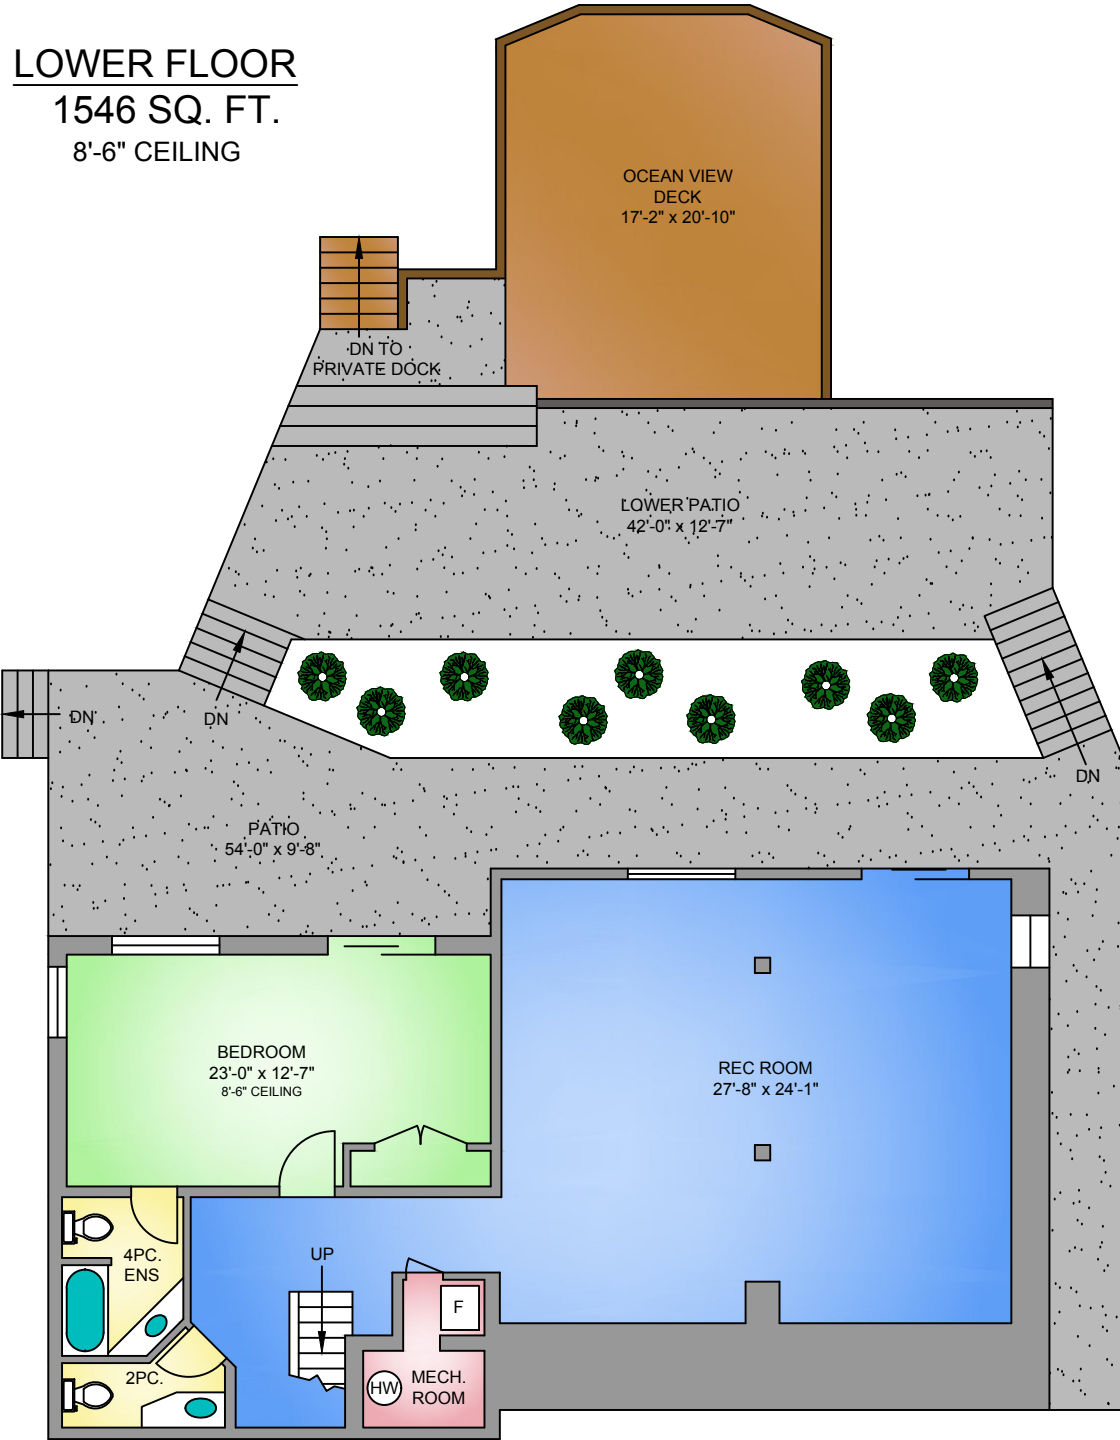 LOWER FLOOR
1546 SQ. FT.
8'-6" CEILING
OCEAN VIEW
DECK
17'-2" x 20'-10"
DN TO
PRIVATE DOCK
LOWER PATIO
42'-0" x 12'-7"
DN
DN
DN
PATIO
54'-0" x 9'-8"
BEDROOM
23'-0" x 12'-7"
8'-6" CEILING
REC ROOM
27'-8" x 24'-1"
4PC.
ENS
UP
F
2PC.
HW
MECH.
ROOM